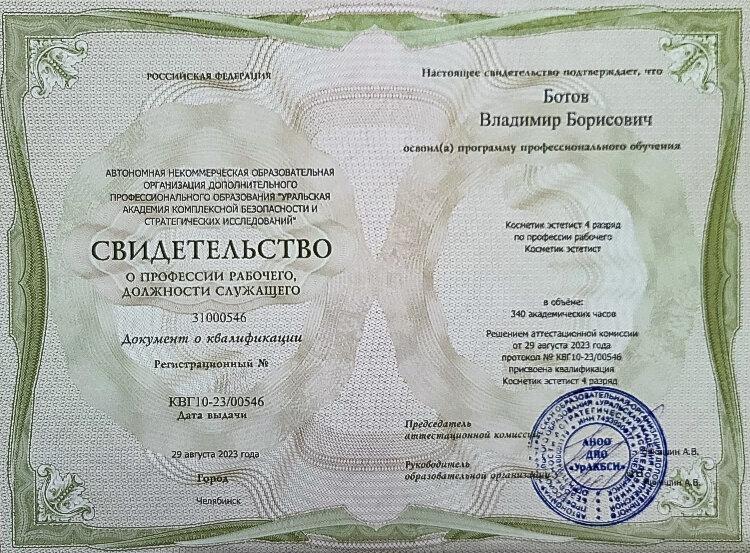 РОССИЙСКАЯ ФЕДЕРАЦИЯ
АВТОНОМНАЯ НЕКОММЕРЧЕСКАЯ ОБРАЗОВАТЕЛЬНАЯ
ОРГАНИЗАЦИЯ ДОПОЛНИТЕЛЬНОГО
ПРОФЕССИОНАЛЬНОГО ОБРАЗОВАНИЯ "УРАЛЬСКАЯ
АКАДЕМИЯ КОМПЛЕКСНОЙ БЕЗОПАСНОСТИ И
СТРАТЕГИЧЕСКИХ ИССЛЕДОВАНИЙ"
СВИДЕТЕЛЬСТВО
О ПРОФЕССИИ РАБОЧЕГО,
ДОЛЖНОСТИ СЛУЖАЩЕГО
31000546
Документ о квалификации
Регистрационный №
КВГ10-23/00546
Дата выдачи
29 августа 2023 года
Город
Челябинск
Настоящее свидетельство подтверждает, что
Ботов
Владимир Борисович
освоил(а) программу профессионального обучения
Косметик эстетист 4 разряд
по профессии рабочего
Косметик эстетист
в объёме:
340 академических часов
Решением аттестационной комиссии
от 29 августа 2023 года
протокол № КВГ10-23/00546
присвоена квалификация
Косметик эстетист 4 разряд
Председатель
аттестационной комиссии
А.В.
Руководитель
образовательной организации
А.В.
АНОО
ДПО
«УрАКБСИ»